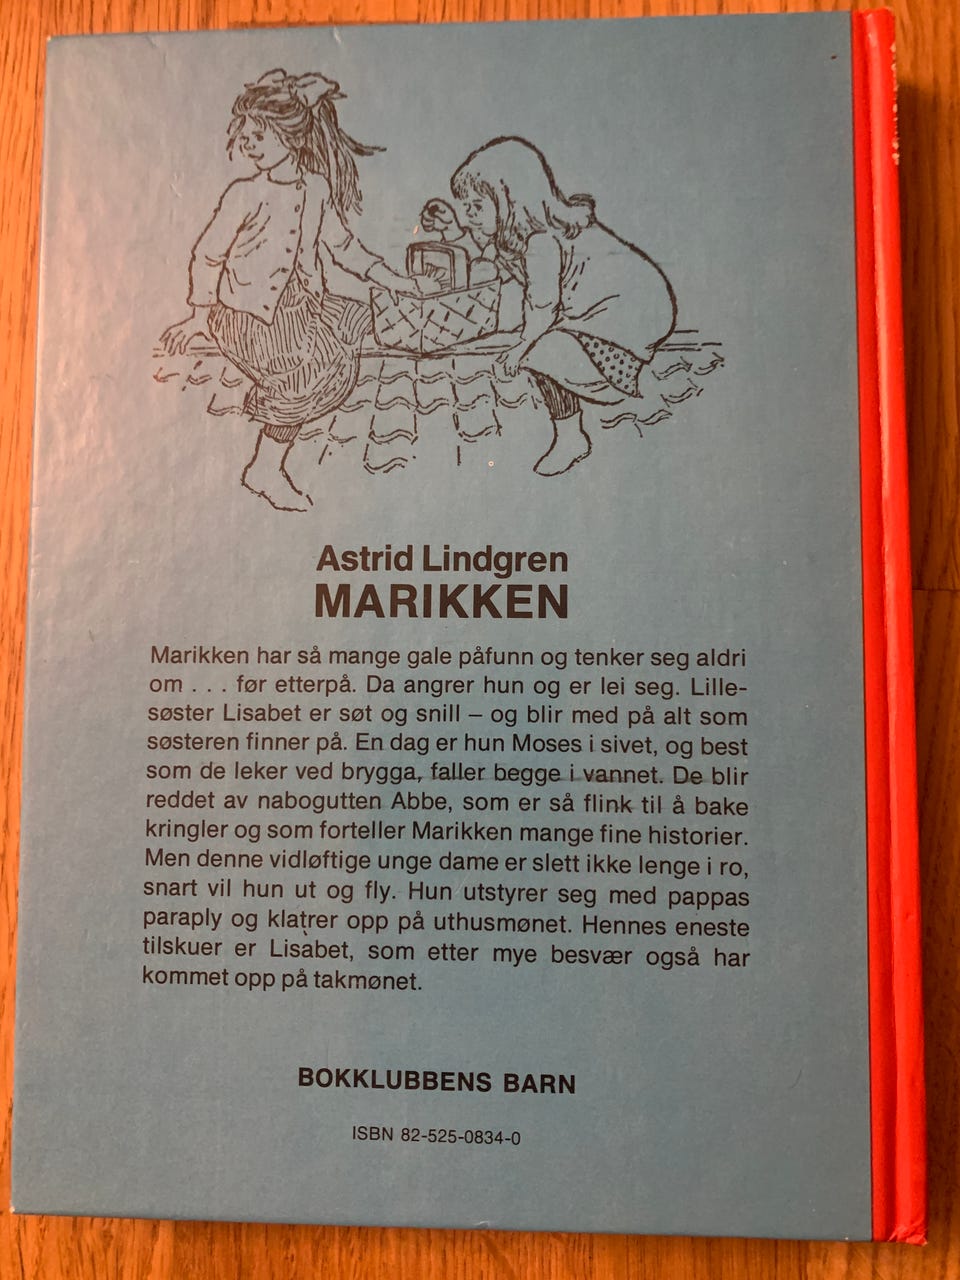 Astrid Lindgren
MARIKKEN
Marikken har så mange gale påfunn og tenker seg aldri
om . . . før etterpå. Da angrer hun og er lei seg. Lille-
søster Lisabet er søt og snill – og blir med på alt som
søsteren finner på. En dag er hun Moses i sivet, og best
som de leker ved brygga, faller begge i vannet. De blir
reddet av nabogutten Abbe, som er så flink til å bake
kringler og som forteller Marikken mange fine historier.
Men denne vidløftige unge dame er slett ikke lenge i ro,
snart vil hun ut og fly. Hun utstyrer seg med pappas
paraply og klatrer opp på uthusmønet. Hennes eneste
tilskuer er Lisabet, som etter mye besvær også har
kommet opp på takmønet.
BOKKLUBBENS BARN
ISBN 82-525-0834-0